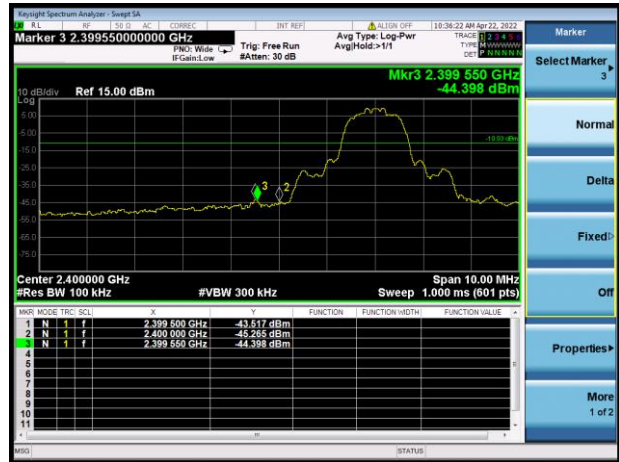 Keysight Spectrum Analyzer - Swept SA
RL RF 50 Ω AC CORREC INT REF ALIGN OFF 10:36:22 AM Apr 22, 2022
Marker 3 2.399550000000 GHz
PNO: Wide
IFGain:Low
Trig: Free Run
#Atten: 30 dB
Avg Type: Log-Pwr
Avg|Hold:>1/1
TRACE 1 2 3 4 5 6
TYPE M WWWWW
DET P N N N N N
Mkr3 2.399 550 GHz
-44.398 dBm
10 dB/div Ref 15.00 dBm
Log
5.00
-5.00
-15.0
-25.0
-35.0
-45.0
-55.0
-65.0
-75.0
3
2
Center 2.400000 GHz Span 10.00 MHz
#Res BW 100 kHz #VBW 300 kHz Sweep 1.000 ms (601 pts)
MKR MODE TRC SCL X Y FUNCTION FUNCTION WIDTH FUNCTION VALUE
1 N 1 f 2.399 500 GHz -43.517 dBm
2 N 1 f 2.400 000 GHz -45.265 dBm
3 N 1 f 2.399 550 GHz -44.398 dBm
4
5
6
7
8
9
10
11
MSG STATUS
Marker
Select Marker
3
Normal
Delta
Fixed
Off
Properties
More
1 of 2